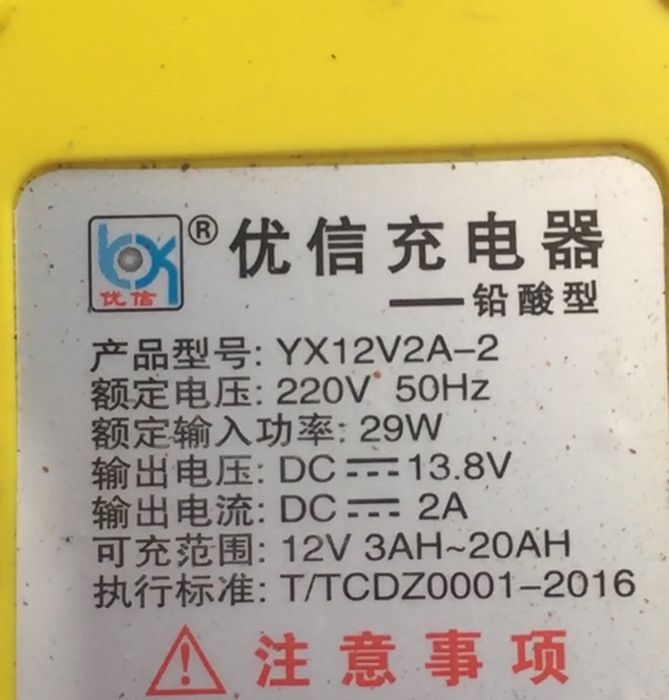 优信® 优信充电器
——铅酸型
产品型号: YX12V2A-2
额定电压: 220V 50Hz
额定输入功率: 29W
输出电压: DC 13.8V
输出电流: DC 2A
可充范围: 12V 3AH~20AH
执行标准: T/TCDZ0001-2016
注意事项